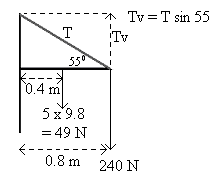 Tv = T sin 55
T
Tv
55⁰
0.4 m
5 x 9.8
= 49 N
0.8 m
240 N